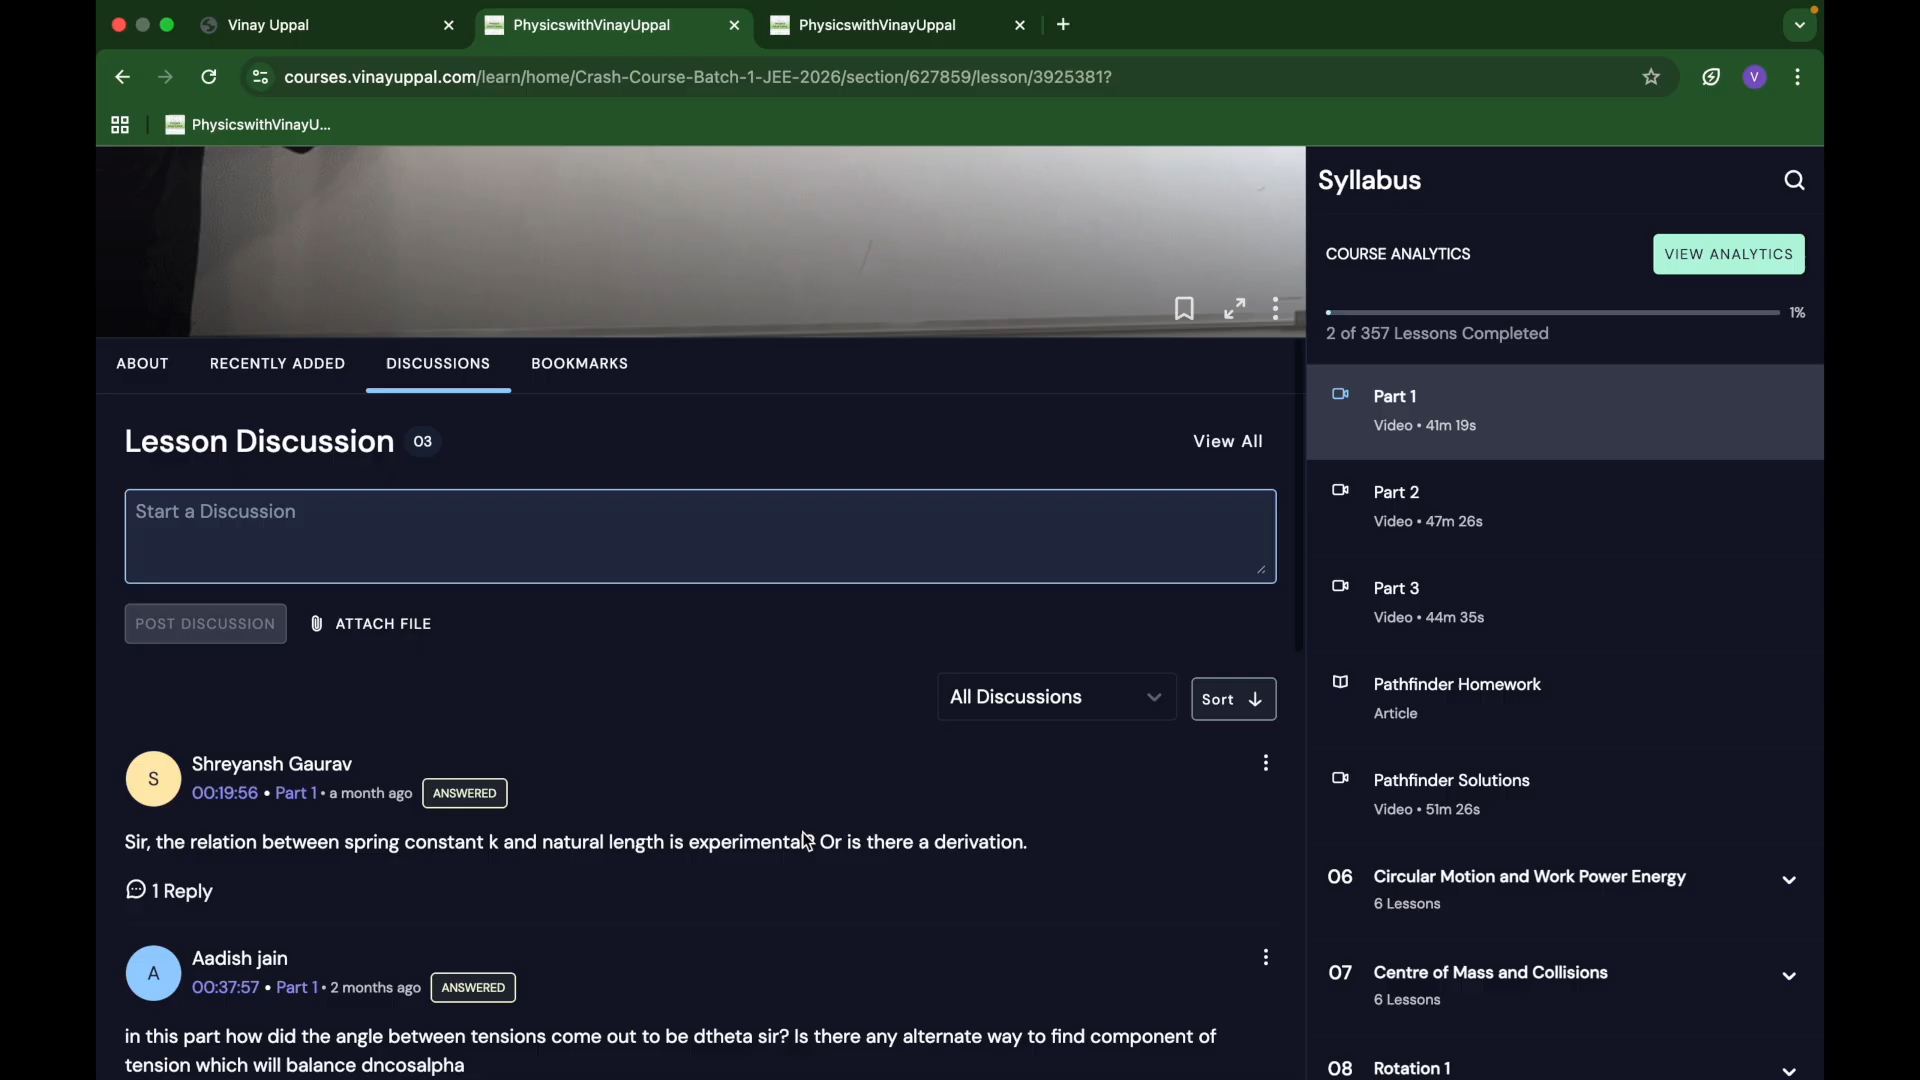 Vinay Uppal
PhysicswithVinayUppal
PhysicswithVinayUppal
courses.vinayuppal.com/learn/home/Crash-Course-Batch-1-JEE-2026/section/627859/lesson/3925381?
V
PhysicswithVinayU...
Syllabus
COURSE ANALYTICS
VIEW ANALYTICS
1%
2 of 357 Lessons Completed
ABOUT
RECENTLY ADDED
DISCUSSIONS
BOOKMARKS
Lesson Discussion 03
View All
Start a Discussion
POST DISCUSSION
ATTACH FILE
All Discussions
Sort
S
Shreyansh Gaurav
00:19:56 • Part 1 • a month ago ANSWERED
Sir, the relation between spring constant k and natural length is experimental? Or is there a derivation.
1 Reply
A
Aadish jain
00:37:57 • Part 1 • 2 months ago ANSWERED
in this part how did the angle between tensions come out to be dtheta sir? Is there any alternate way to find component of
tension which will balance dncosalpha
Part 1
Video • 41m 19s
Part 2
Video • 47m 26s
Part 3
Video • 44m 35s
Pathfinder Homework
Article
Pathfinder Solutions
Video • 51m 26s
06 Circular Motion and Work Power Energy
6 Lessons
07 Centre of Mass and Collisions
6 Lessons
08 Rotation 1